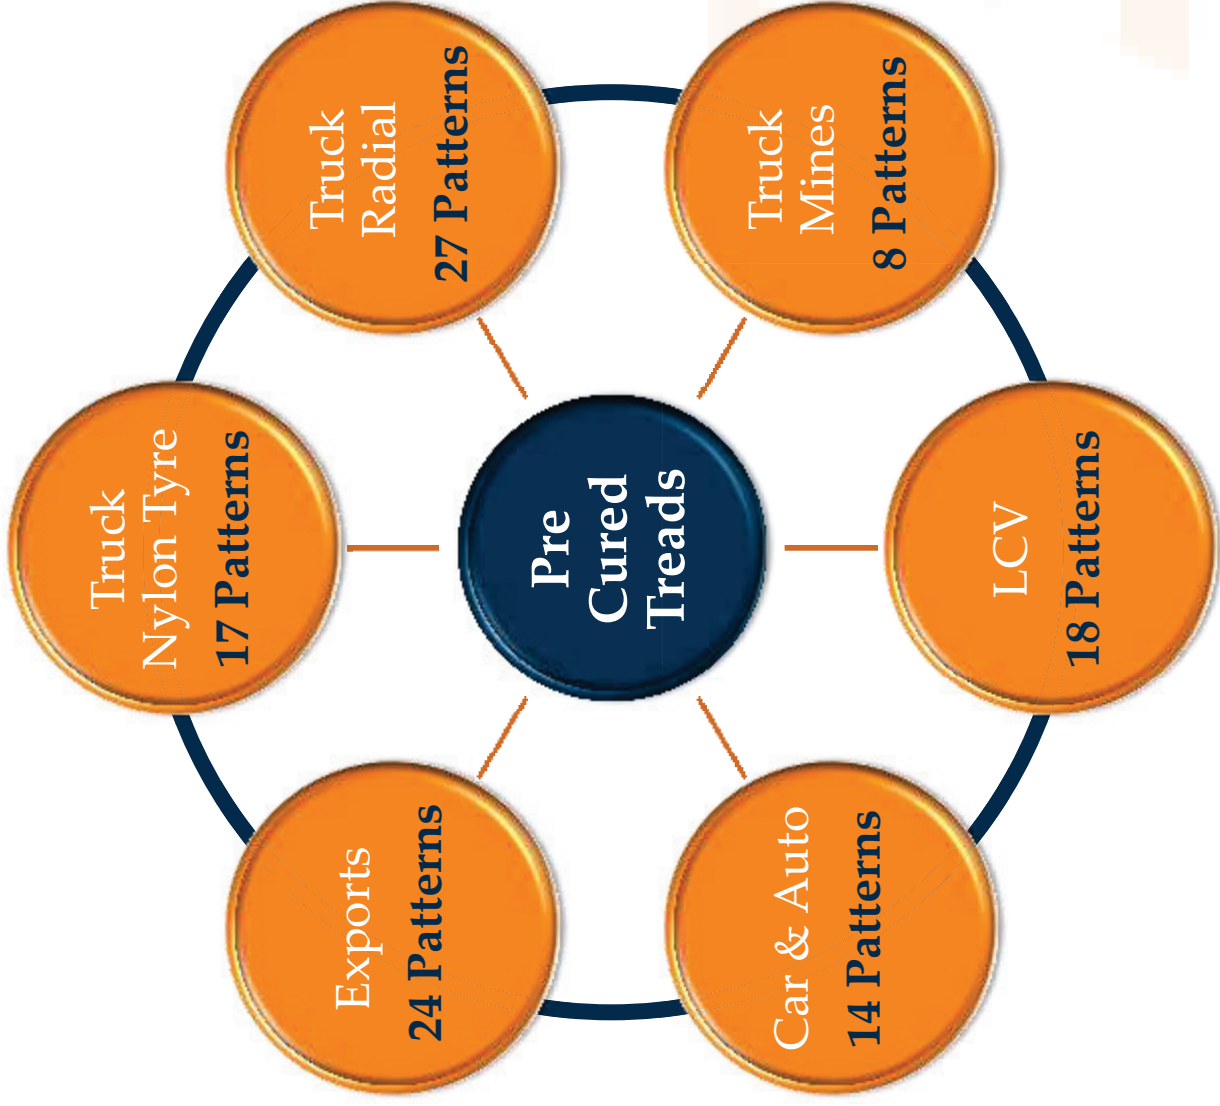 Truck
Nylon Tyre
17 Patterns
Truck
Radial
27 Patterns
Truck
Mines
8 Patterns
LCV
18 Patterns
Car & Auto
14 Patterns
Exports
24 Patterns
Pre
Cured
Treads